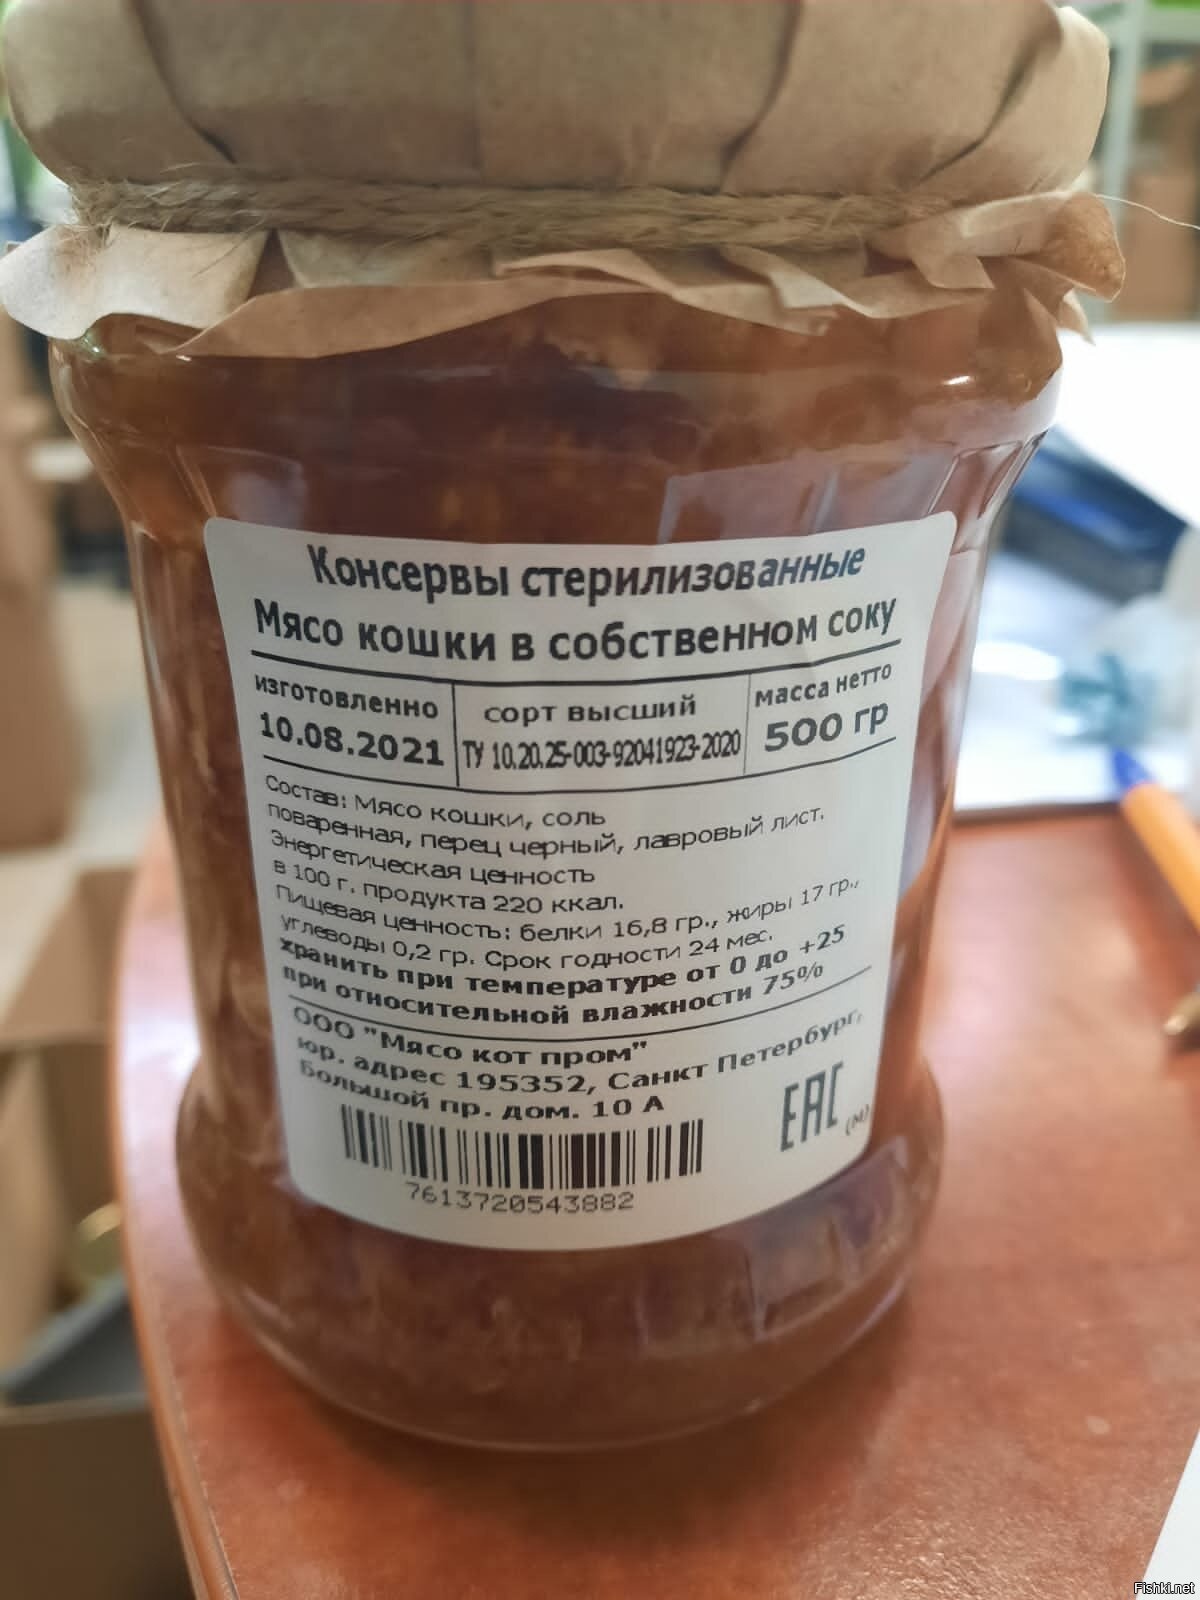 Консервы стерилизованные
Мясо кошки в собственном соку
изготовленно
10.08.2021
сорт высший
ТУ 10.20.25-003-92041923-2020
масса нетто
500 гр
Состав: Мясо кошки, соль
поваренная, перец черный, лавровый лист.
Энергетическая ценность
в 100 г. продукта 220 ккал.
Пищевая ценность: белки 16,8 гр., жиры 17 гр.,
углеводы 0,2 гр. Срок годности 24 мес.
хранить при температуре от 0 до +25
при относительной влажности 75%
ООО "Мясо кот пром"
юр. адрес 195352, Санкт Петербург,
Большой пр. дом. 10 А
EAC
(м)
7613720543882
Fishki.net